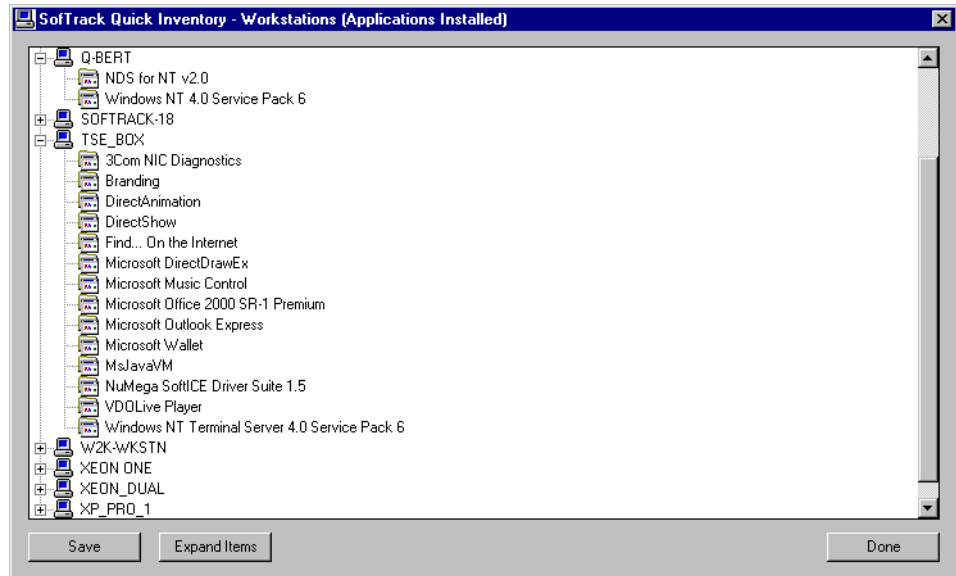 SofTrack Quick Inventory - Workstations (Applications Installed)
Q-BERT
NDS for NT v2.0
Windows NT 4.0 Service Pack 6
SOFTRACK-18
TSE_BOX
3Com NIC Diagnostics
Branding
DirectAnimation
DirectShow
Find... On the Internet
Microsoft DirectDrawEx
Microsoft Music Control
Microsoft Office 2000 SR-1 Premium
Microsoft Outlook Express
Microsoft Wallet
MsJavaVM
NuMega SoftICE Driver Suite 1.5
VDOLive Player
Windows NT Terminal Server 4.0 Service Pack 6
W2K-WKSTN
XEON ONE
XEON_DUAL
XP_PRO_1
Save Expand Items Done